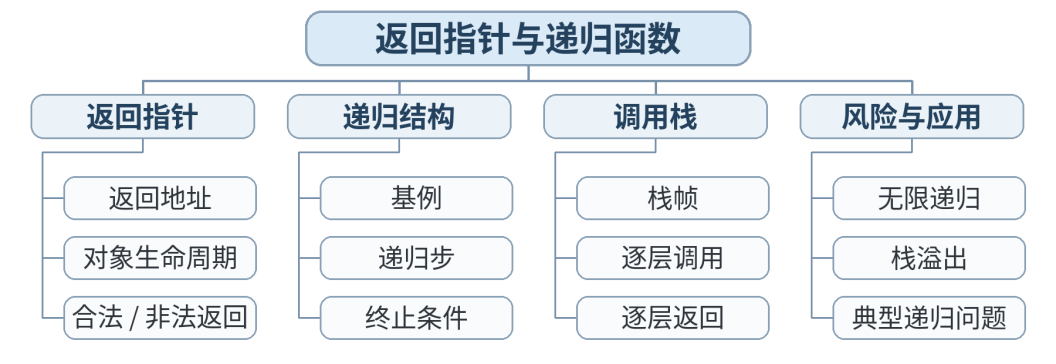 返回指针与递归函数
返回指针
递归结构
调用栈
风险与应用
返回地址
对象生命周期
合法 / 非法返回
基例
递归步
终止条件
栈帧
逐层调用
逐层返回
无限递归
栈溢出
典型递归问题